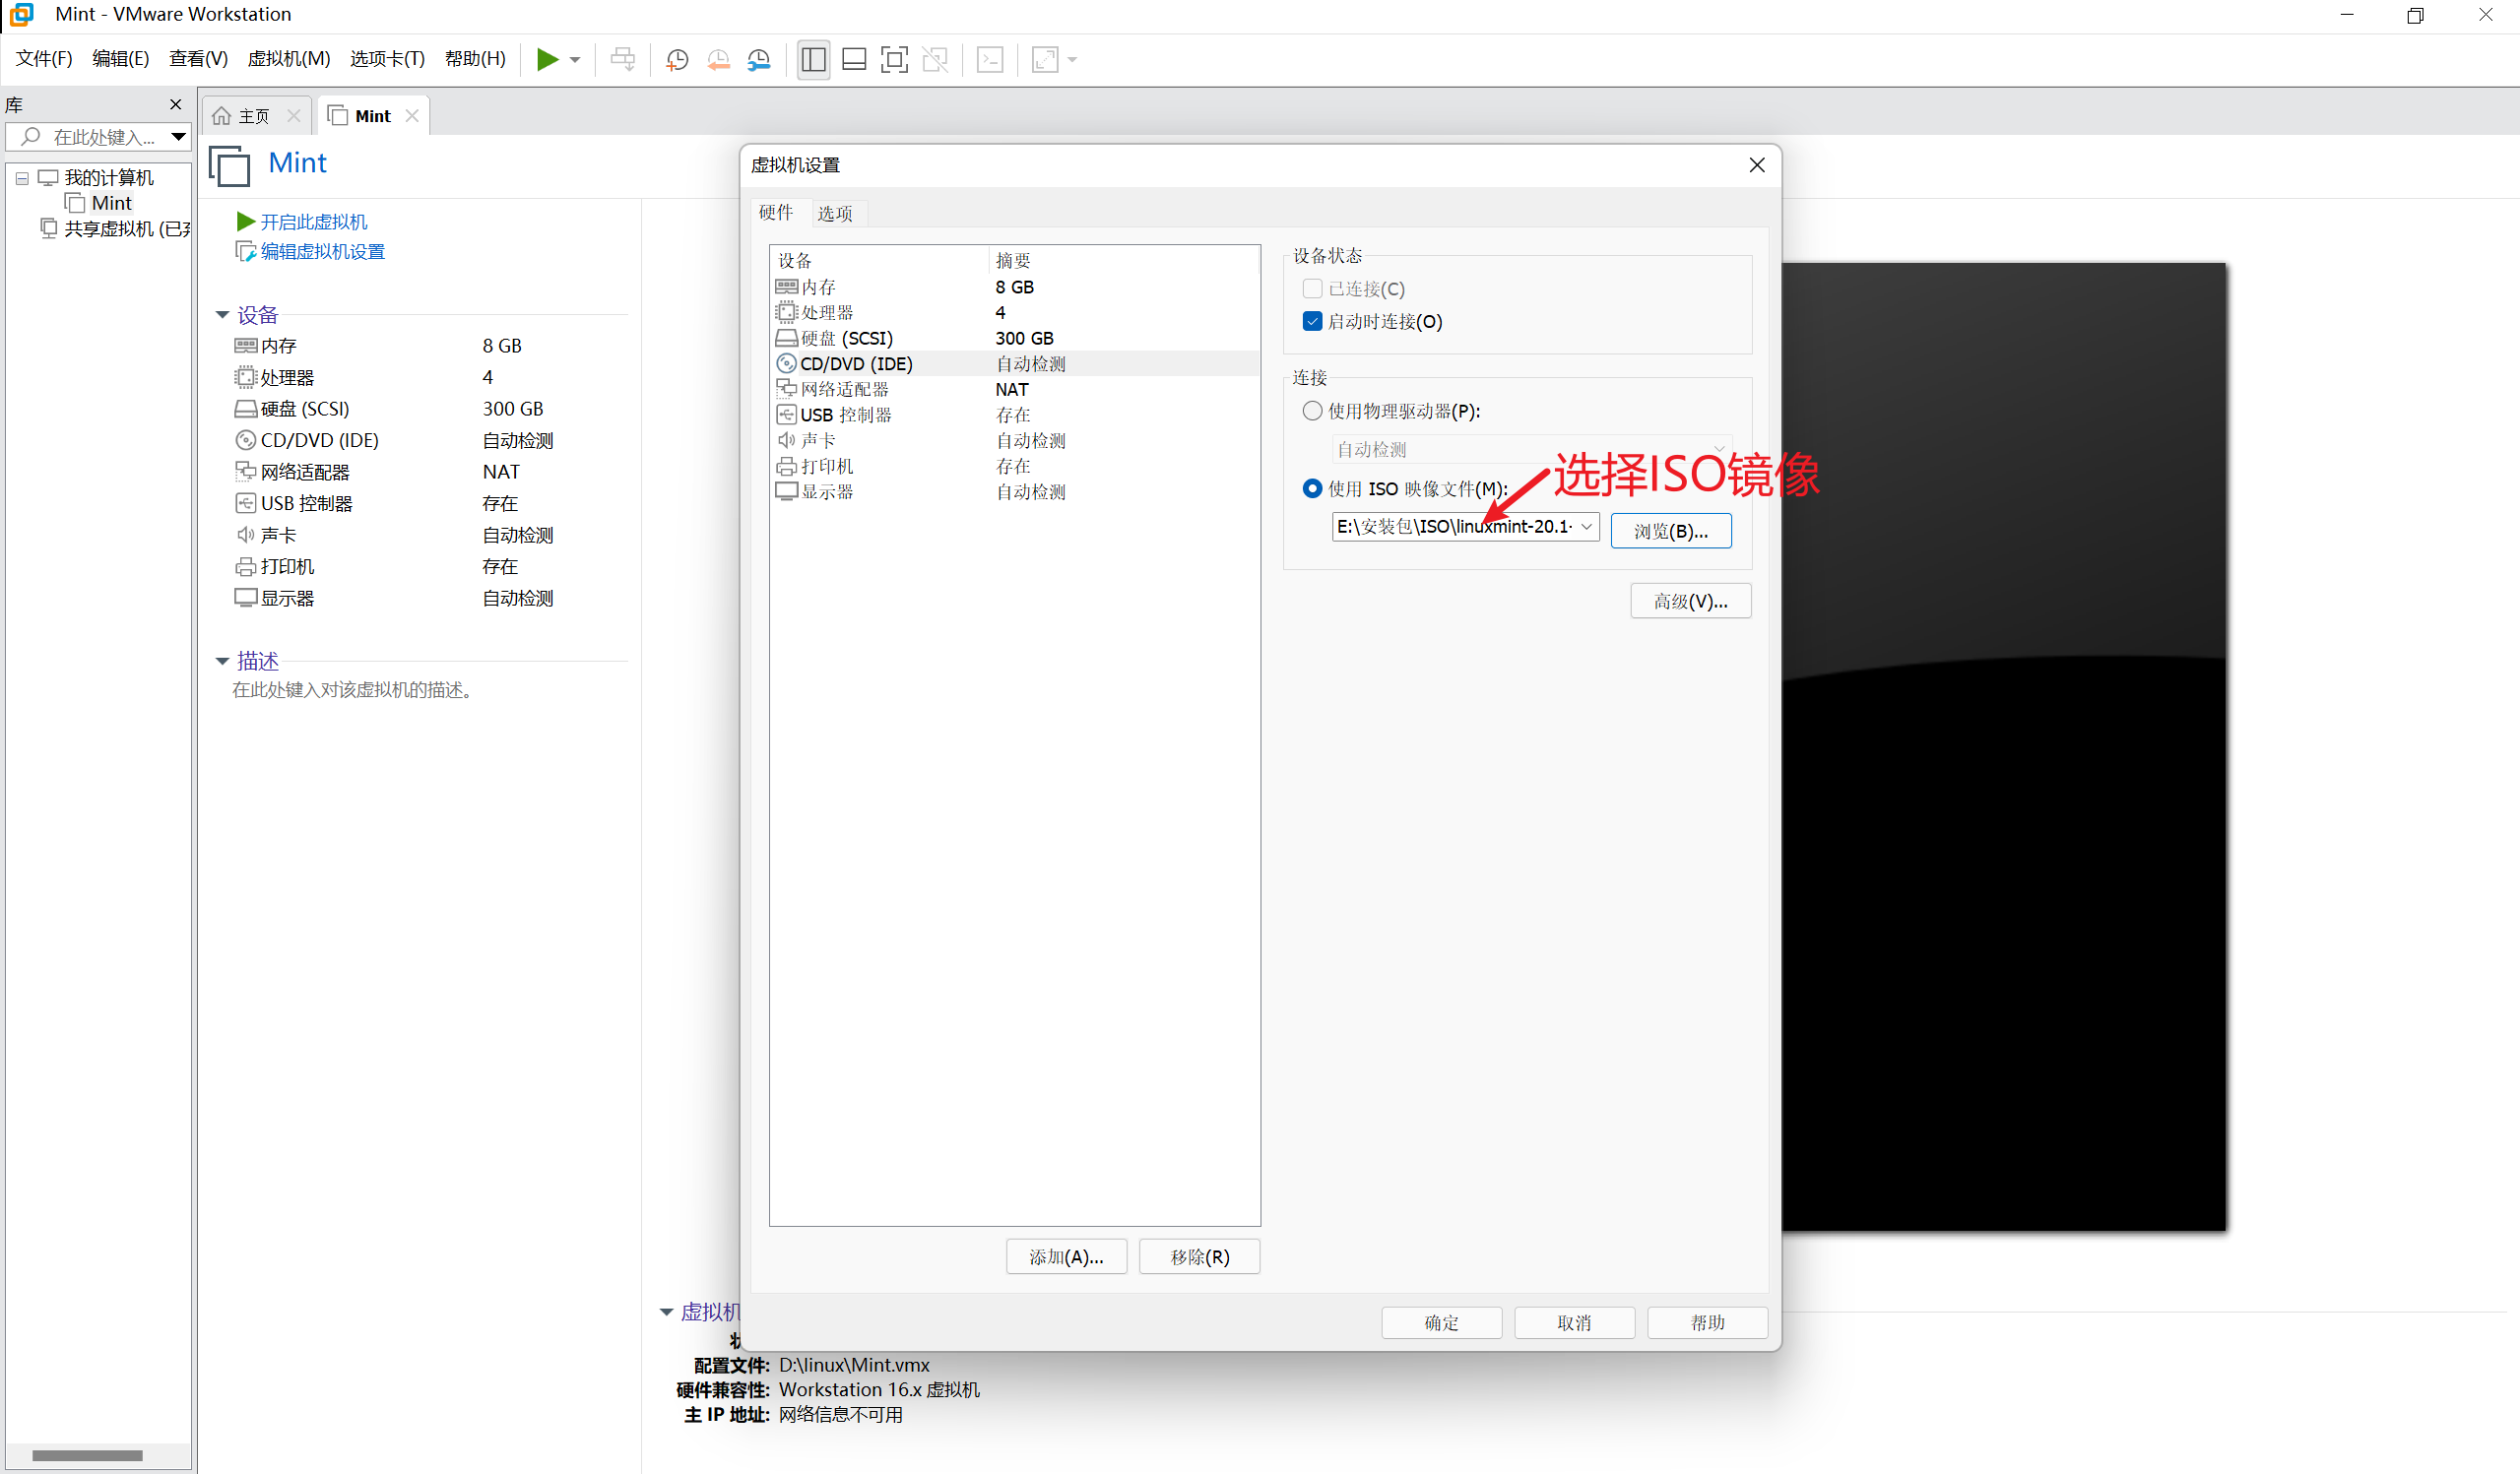 Mint - VMware Workstation
文件(F) 编辑(E) 查看(V) 虚拟机(M) 选项卡(T) 帮助(H)
库
在此处键入...
我的计算机
Mint
共享虚拟机 (已
主页
Mint
Mint
开启此虚拟机
编辑虚拟机设置
设备
内存 8 GB
处理器 4
硬盘 (SCSI) 300 GB
CD/DVD (IDE) 自动检测
网络适配器 NAT
USB 控制器 存在
声卡 自动检测
打印机 存在
显示器 自动检测
描述
在此处键入对该虚拟机的描述。
虚拟机设置
硬件 选项
设备 摘要
内存 8 GB
处理器 4
硬盘 (SCSI) 300 GB
CD/DVD (IDE) 自动检测
网络适配器 NAT
USB 控制器 存在
声卡 自动检测
打印机 存在
显示器 自动检测
添加(A)... 移除(R)
设备状态
已连接(C)
启动时连接(O)
连接
使用物理驱动器(P):
自动检测
选择ISO镜像
使用 ISO 映像文件(M):
E:\安装包\ISO\linuxmint-20.1-
浏览(B)...
高级(V)...
确定 取消 帮助
虚拟机
配置文件: D:\linux\Mint.vmx
硬件兼容性: Workstation 16.x 虚拟机
主 IP 地址: 网络信息不可用